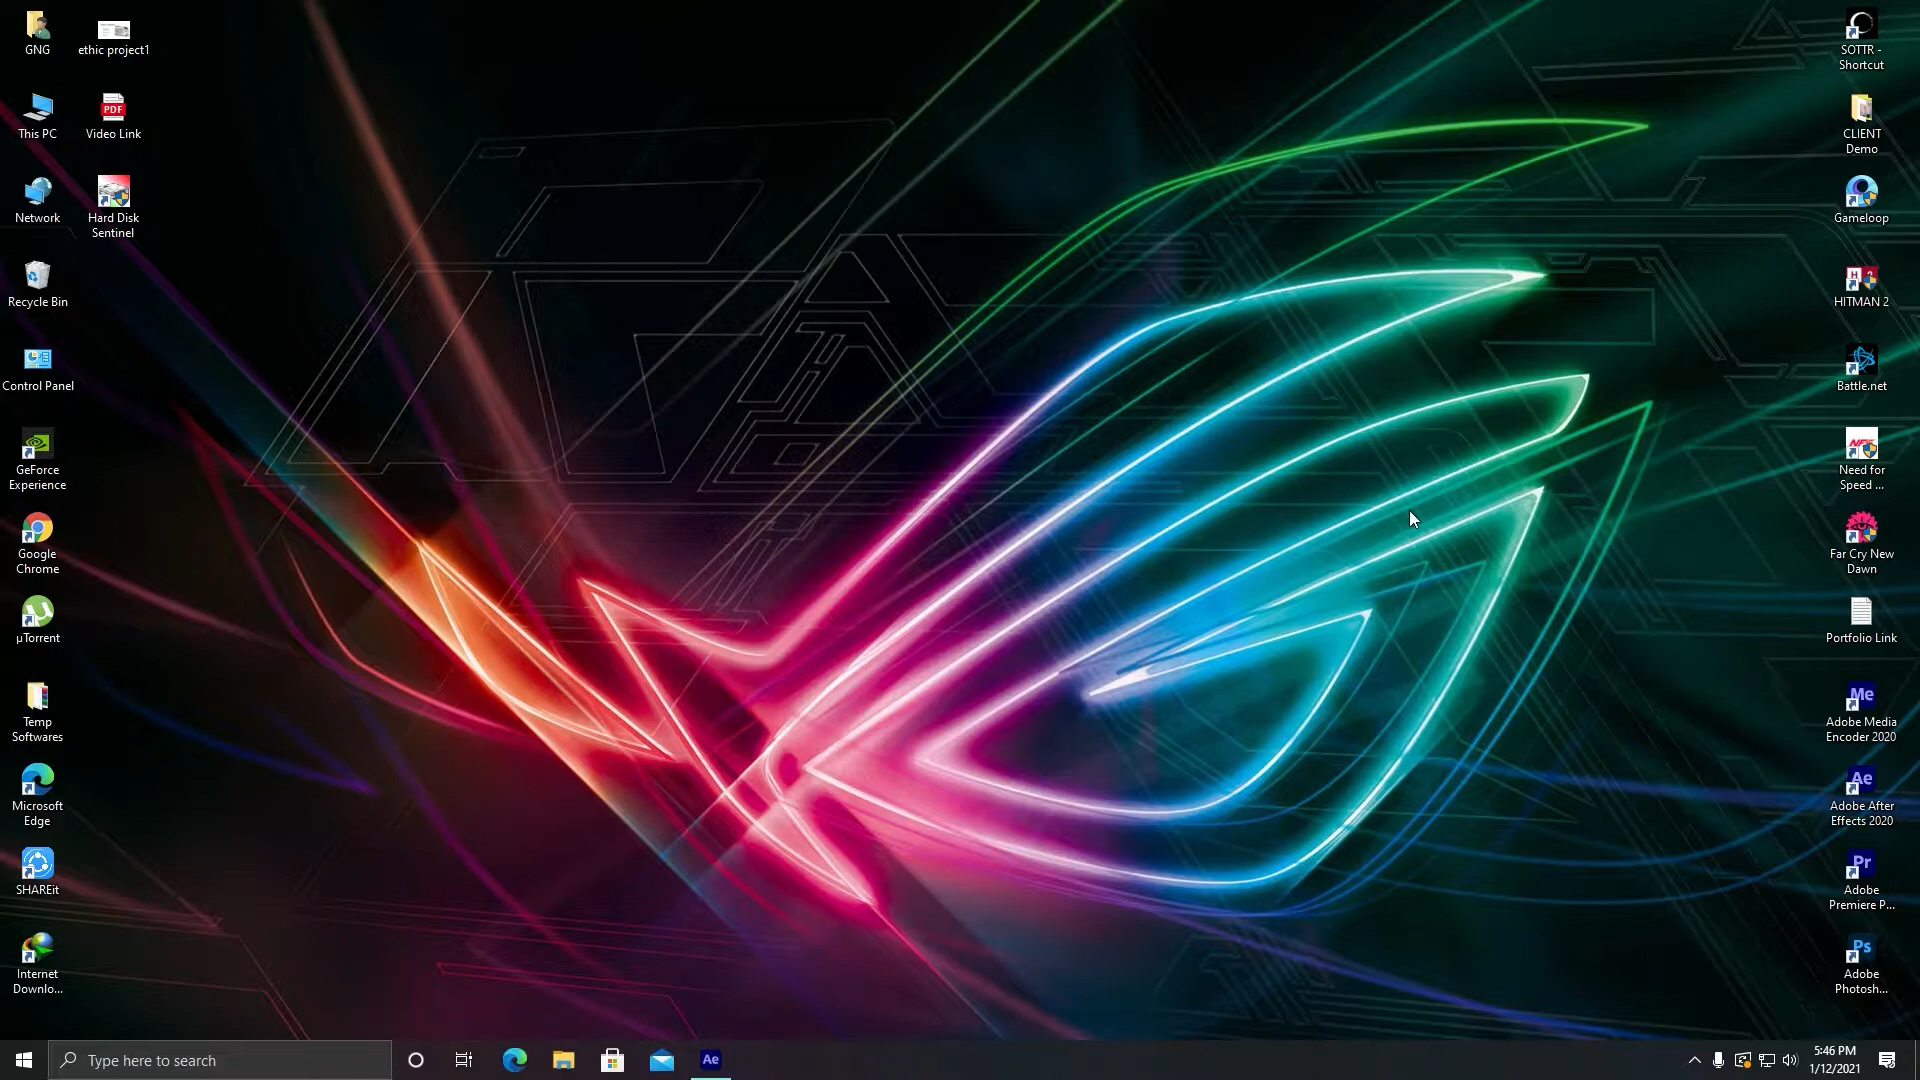 GNG
ethic project1
This PC
PDF
Video Link
Network
Hard Disk
Sentinel
Recycle Bin
Control Panel
GeForce
Experience
Google
Chrome
µTorrent
Temp
Softwares
Microsoft
Edge
SHAREit
Internet
Downlo...
SOTTR -
Shortcut
CLIENT
Demo
Gameloop
H 2
HITMAN 2
Battle.net
NFS
Need for
Speed ...
Far Cry New
Dawn
Portfolio Link
Me
Adobe Media
Encoder 2020
Ae
Adobe After
Effects 2020
Pr
Adobe
Premiere P...
Ps
Adobe
Photosh...
Type here to search
Ae
5:46 PM
1/12/2021